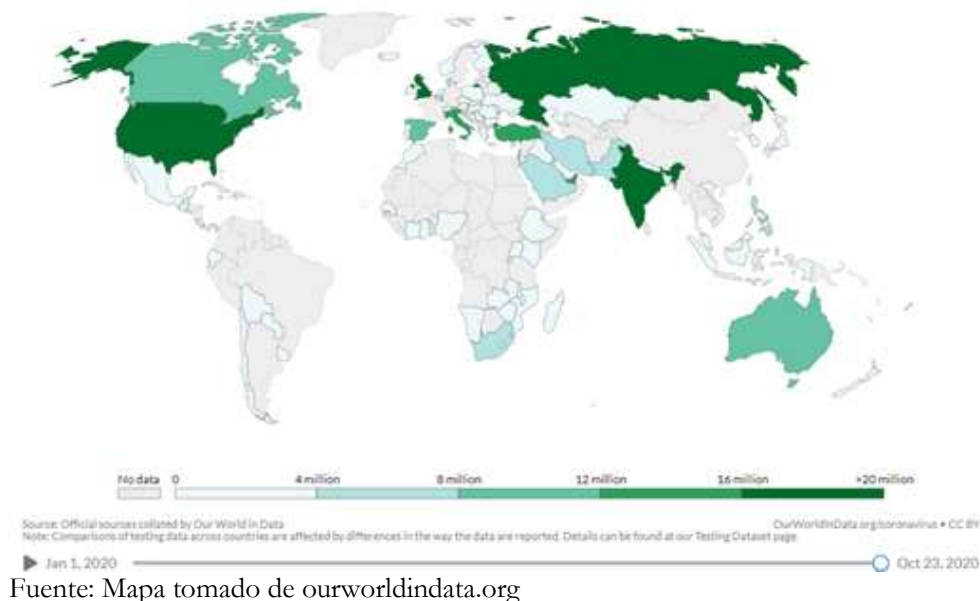 No data 0 4 million 8 million 12 million 16 million >20 million
Source: Official sources collated by Our World in Data OurWorldInData.org/coronavirus • CC BY
Note: Comparisons of testing data across countries are affected by differences in the way the data are reported. Details can be found at our Testing Dataset page.
Jan 1, 2020 Oct 23, 2020
Fuente: Mapa tomado de ourworldindata.org